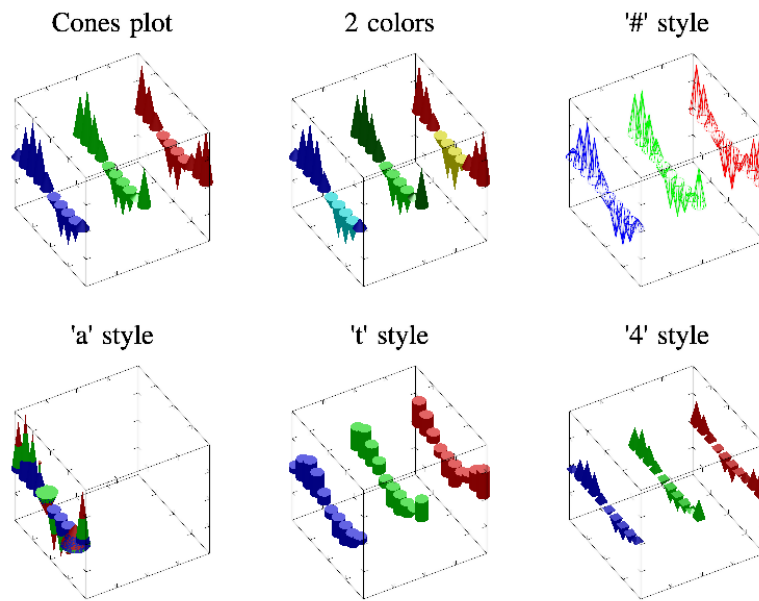 Cones plot
2 colors
'#' style
'a' style
't' style
'4' style